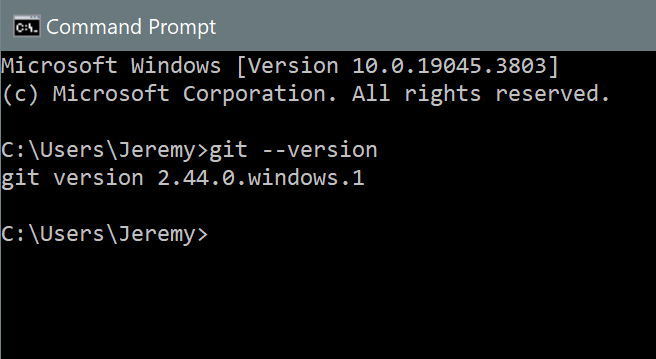 Command Prompt
Microsoft Windows [Version 10.0.19045.3803]
(c) Microsoft Corporation. All rights reserved.
C:\Users\Jeremy>git --version
git version 2.44.0.windows.1
C:\Users\Jeremy>